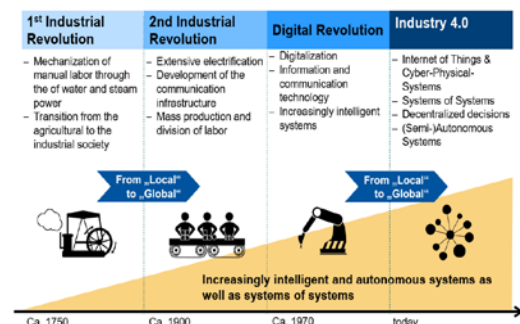 1st Industrial
Revolution
– Mechanization of
manual labor through
the of water and steam
power
– Transition from the
agricultural to the
industrial society
2nd Industrial
Revolution
– Extensive electrification
– Development of the
communication
infrastructure
– Mass production and
division of labor
Digital Revolution
– Digitalization
– Information and
communication
technology
– Increasingly intelligent
systems
Industry 4.0
– Internet of Things &
Cyber-Physical-
Systems
– Systems of Systems
– Decentralized decisions
– (Semi-)Autonomous
Systems
From „Local“
to „Global“
From „Local“
to „Global“
Increasingly intelligent and autonomous systems as
well as systems of systems
Ca. 1750
Ca. 1900
Ca. 1970
today